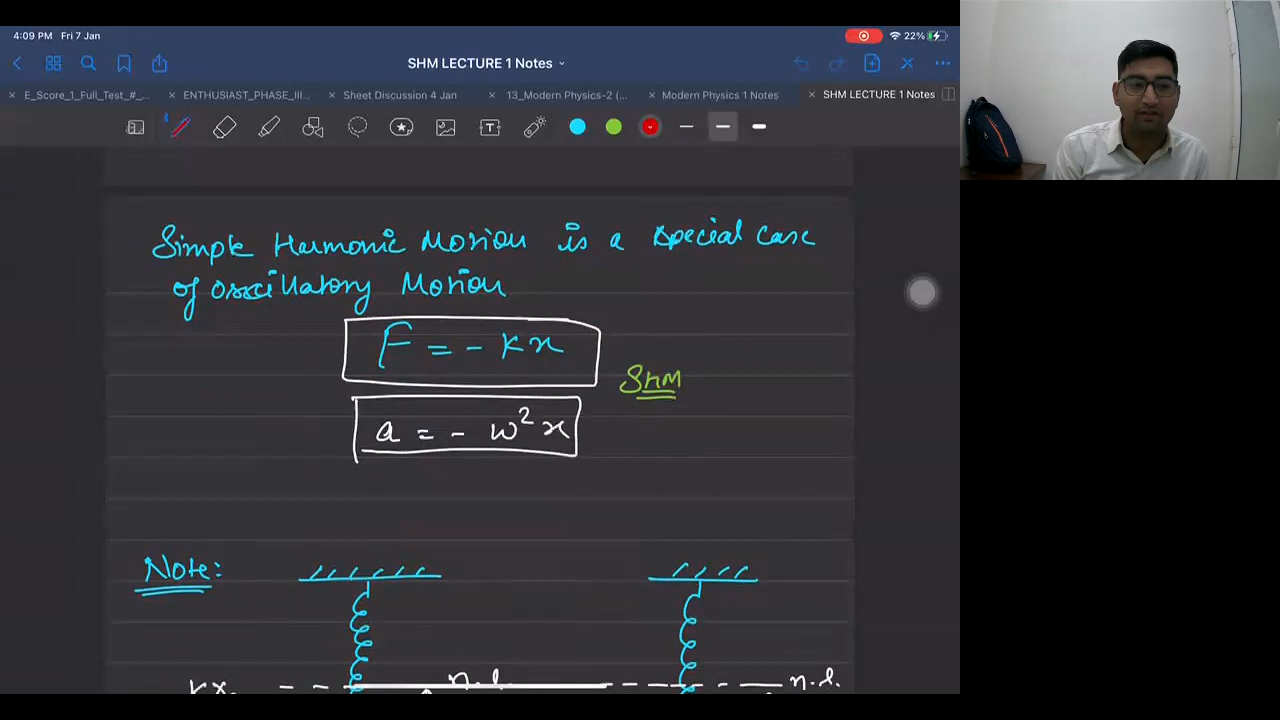 4:09 PM Fri 7 Jan
22%
SHM LECTURE 1 Notes
E_Score_1_Full_Test_#_...
ENTHUSIAST_PHASE_III...
Sheet Discussion 4 Jan
13_Modern Physics-2 (...
Modern Physics 1 Notes
SHM LECTURE 1 Notes
Simple Harmonic Motion is a special case
of oscillatory Motion
F = - kx
SHM
a = - ω²x
Note:
n.l.
n.l.